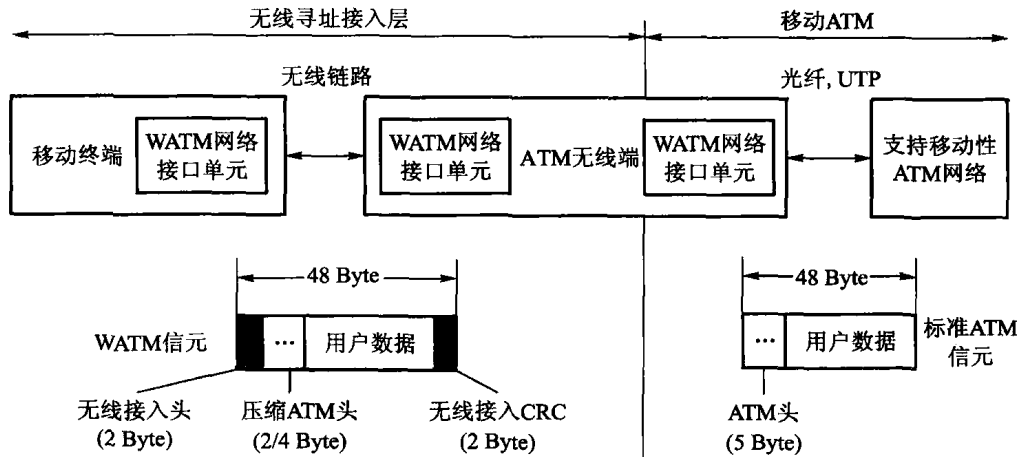 无线寻址接入层
移动ATM
无线链路
光纤, UTP
移动终端
WATM网络
接口单元
WATM网络
接口单元
ATM无线端
WATM网络
接口单元
支持移动性
ATM网络
48 Byte
48 Byte
WATM信元
...
用户数据
...
用户数据
标准ATM
信元
无线接入头
(2 Byte)
压缩ATM头
(2/4 Byte)
无线接入CRC
(2 Byte)
ATM头
(5 Byte)